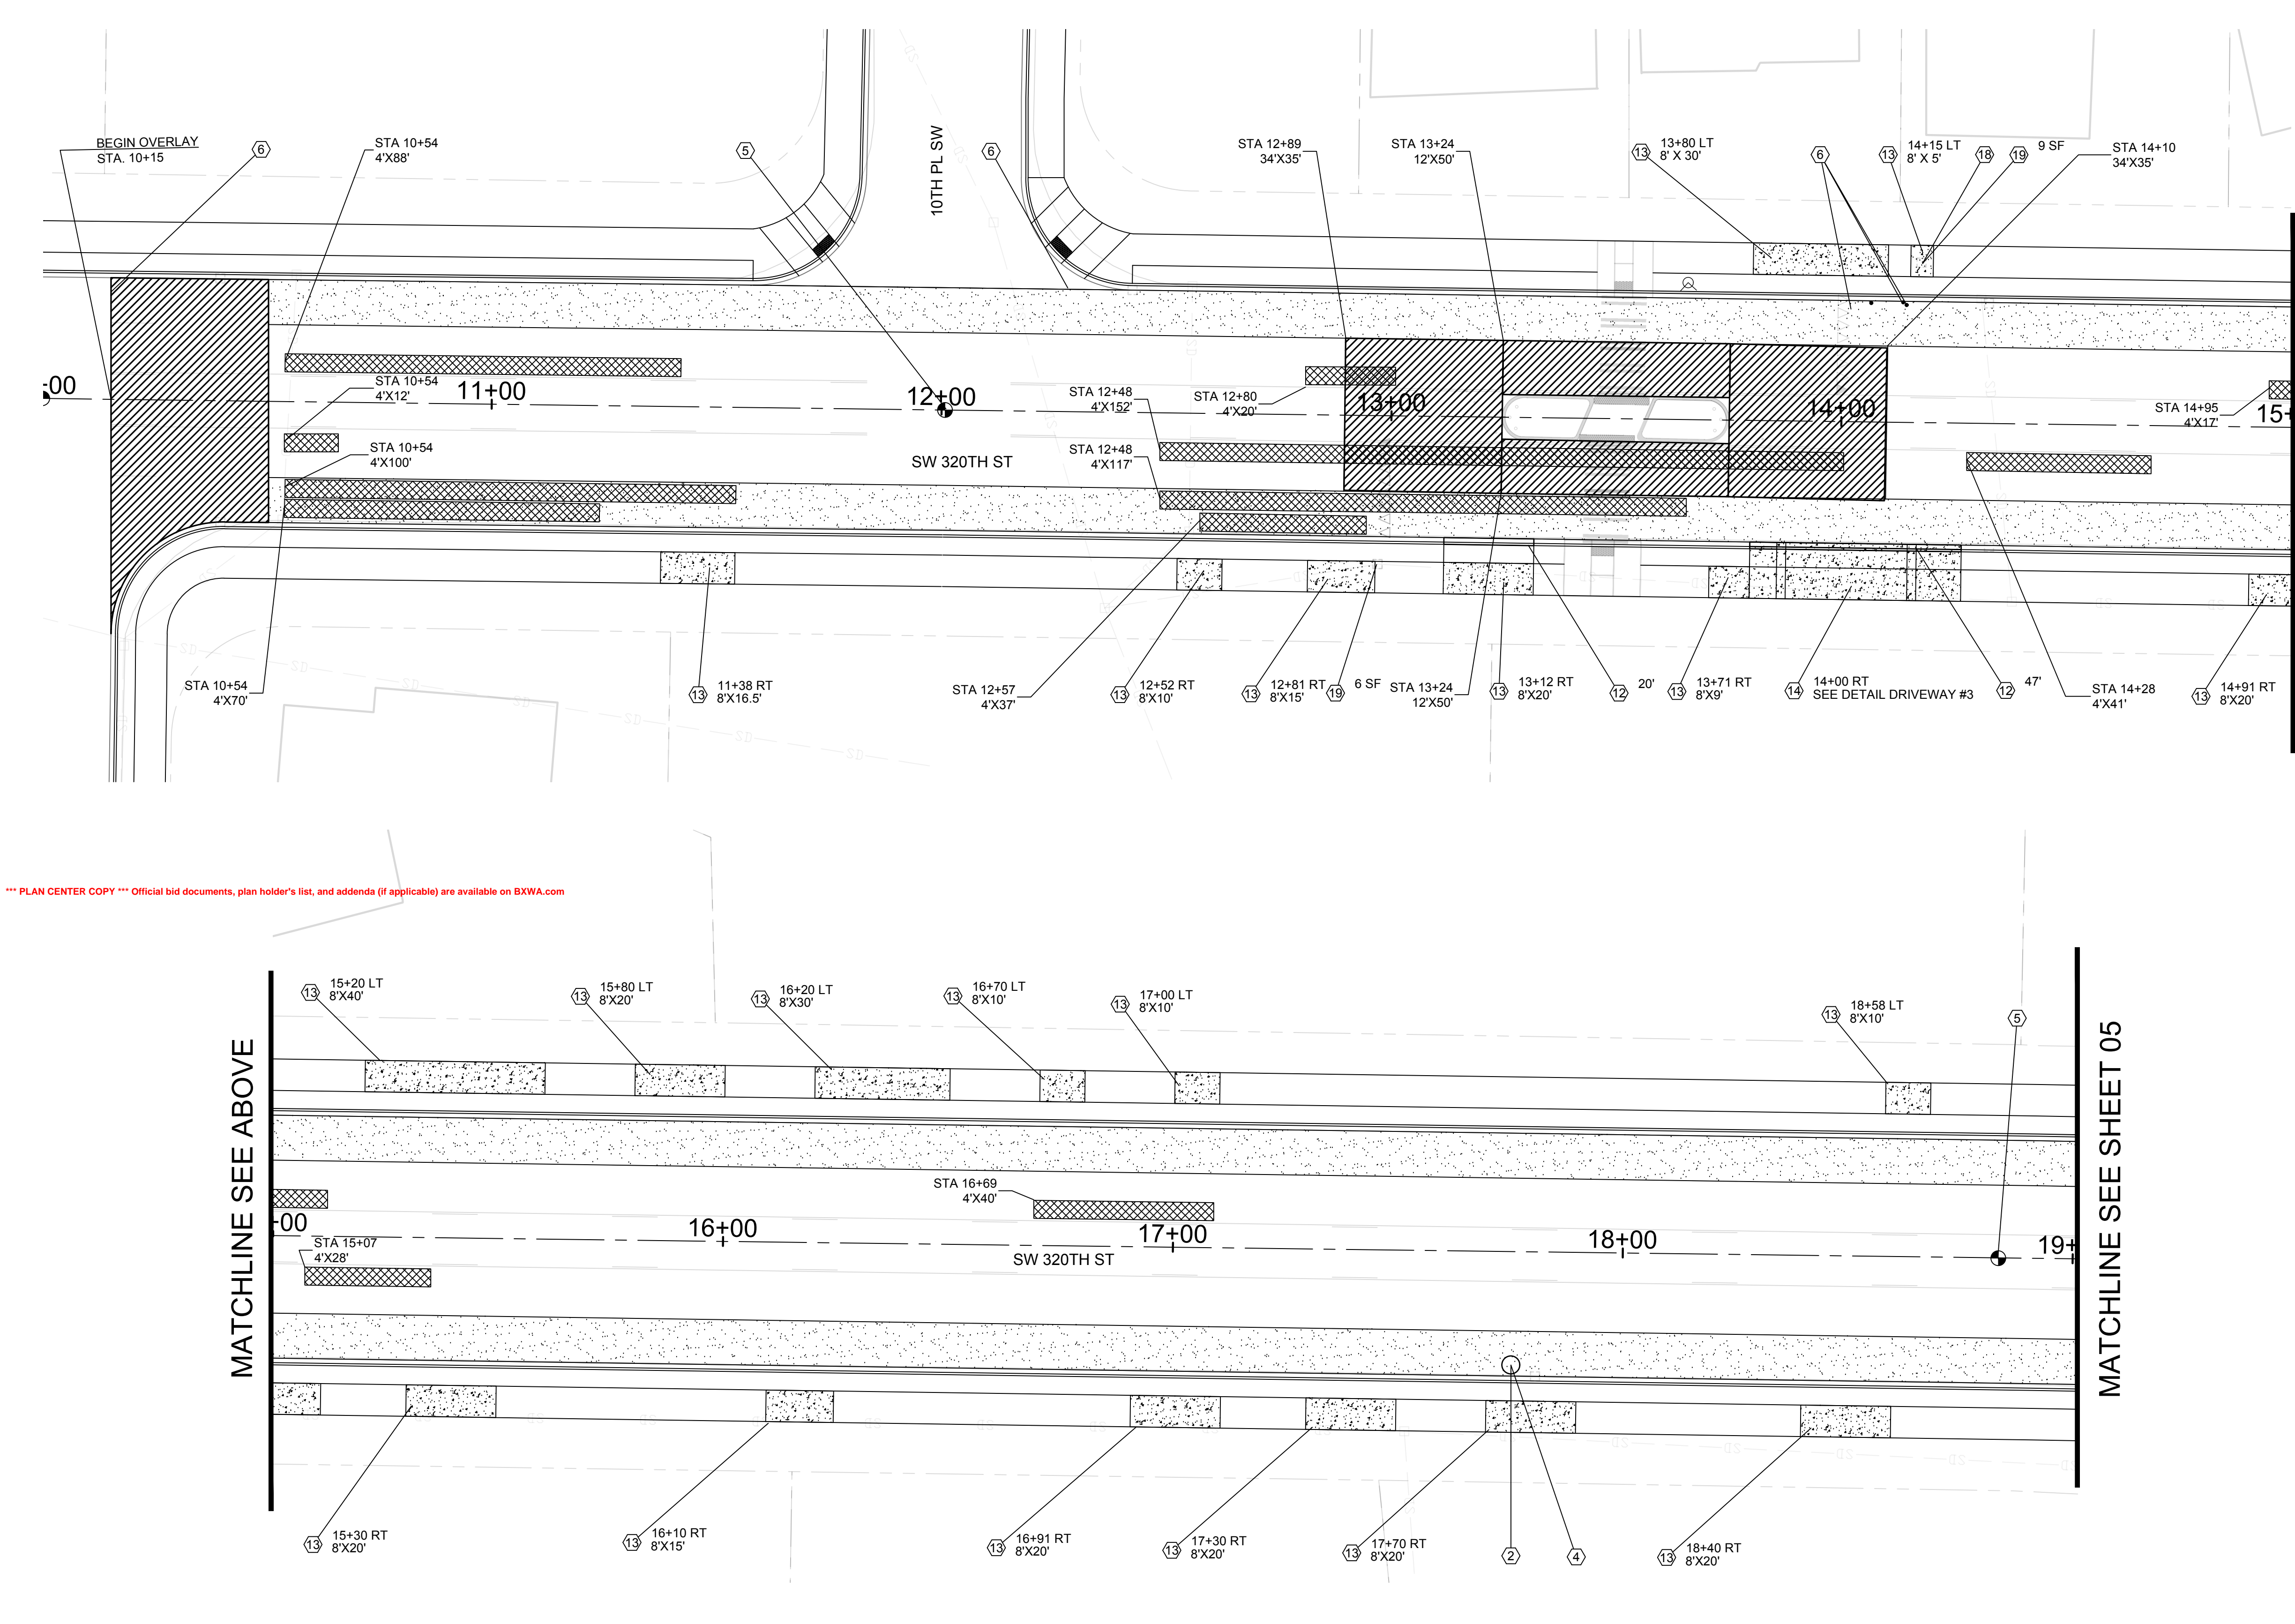 BEGIN OVERLAY
STA. 10+15
6
STA 10+54
4'X88'
5
10TH PL SW
6
STA 12+89
34'X35'
STA 13+24
12'X50'
13
13+80 LT
8' X 30'
6
13
14+15 LT
8' X 5'
18
19
9 SF
STA 14+10
34'X35'
-00
STA 10+54
4'X12'
11+00
12+00
STA 12+48
4'X152'
STA 12+80
4'X20'
13+00
14+00
STA 14+95
4'X17'
15+
STA 10+54
4'X100'
SW 320TH ST
STA 12+48
4'X117'
STA 10+54
4'X70'
13
11+38 RT
8'X16.5'
STA 12+57
4'X37'
13
12+52 RT
8'X10'
13
12+81 RT
8'X15'
19
6 SF
STA 13+24
12'X50'
13
13+12 RT
8'X20'
12
20'
13
13+71 RT
8'X9'
14
14+00 RT
SEE DETAIL DRIVEWAY #3
12
47'
STA 14+28
4'X41'
13
14+91 RT
8'X20'
SD
SD
SD
SD
SD
SD
*** PLAN CENTER COPY *** Official bid documents, plan holder's list, and addenda (if applicable) are available on BXWA.com
MATCHLINE SEE ABOVE
13
15+20 LT
8'X40'
13
15+80 LT
8'X20'
13
16+20 LT
8'X30'
13
16+70 LT
8'X10'
13
17+00 LT
8'X10'
13
18+58 LT
8'X10'
5
MATCHLINE SEE SHEET 05
STA 16+69
4'X40'
-00
16+00
17+00
18+00
19+
STA 15+07
4'X28'
SW 320TH ST
13
15+30 RT
8'X20'
13
16+10 RT
8'X15'
13
16+91 RT
8'X20'
13
17+30 RT
8'X20'
13
17+70 RT
8'X20'
2
4
13
18+40 RT
8'X20'